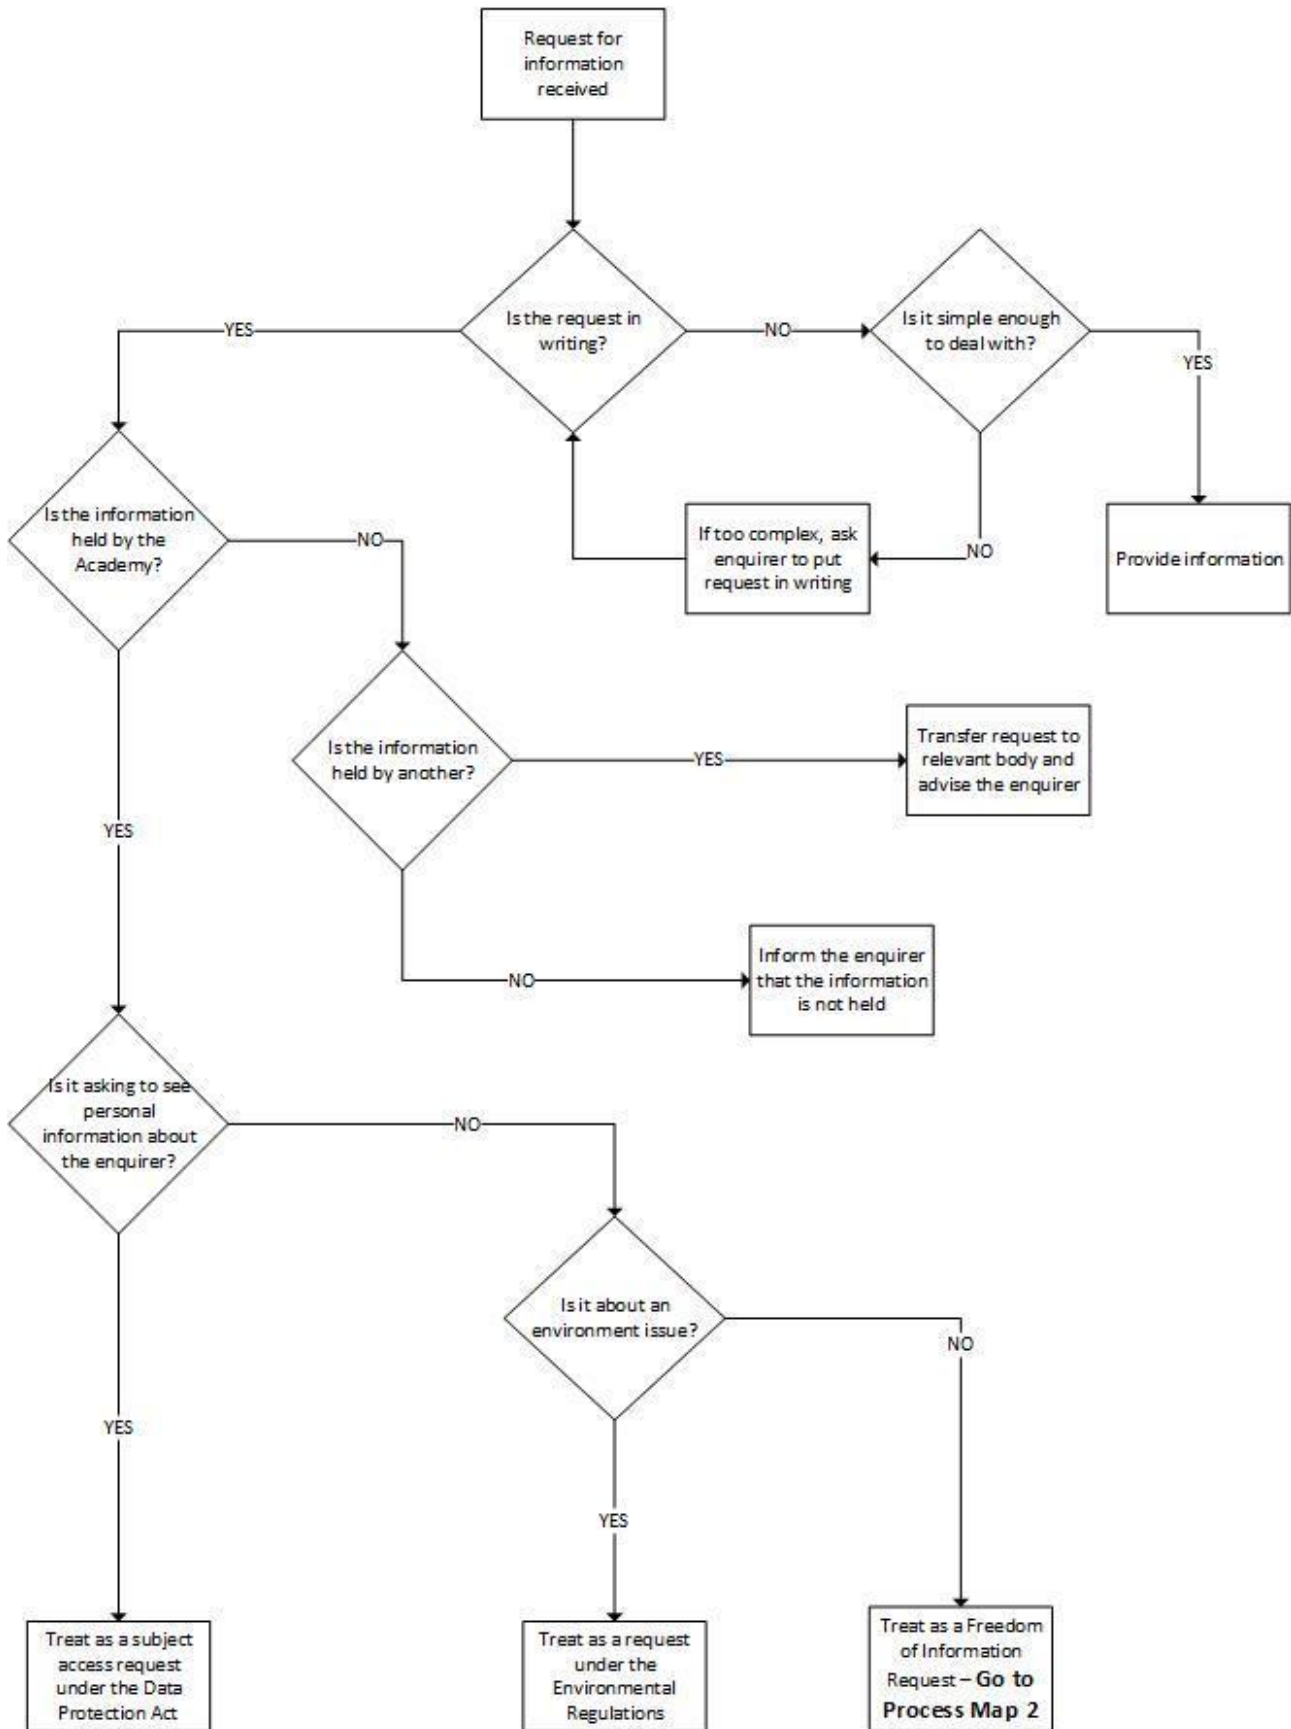 Request for
information
received
Is the request in
writing?
Is it simple enough
to deal with?
YES
NO
YES
Is the information
held by the
Academy?
NO
If too complex, ask
enquirer to put
request in writing
NO
Provide information
Is the information
held by another?
YES
Transfer request to
relevant body and
advise the enquirer
YES
NO
Inform the enquirer
that the information
is not held
Is it asking to see
personal
information about
the enquirer?
NO
Is it about an
environment issue?
NO
YES
YES
Treat as a subject
access request
under the Data
Protection Act
Treat as a request
under the
Environmental
Regulations
Treat as a Freedom
of Information
Request – Go to
Process Map 2